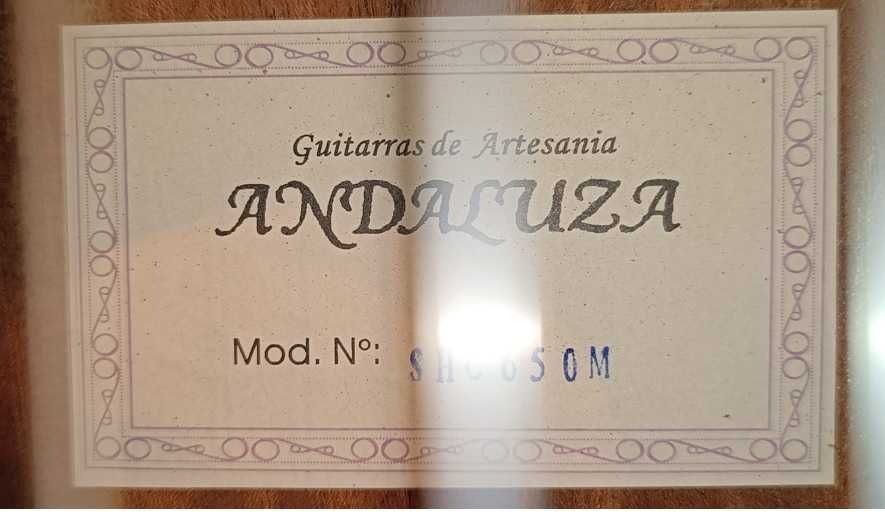 Guitarras de Artesania
ANDALUZA
Mod. Nº: SHC650M